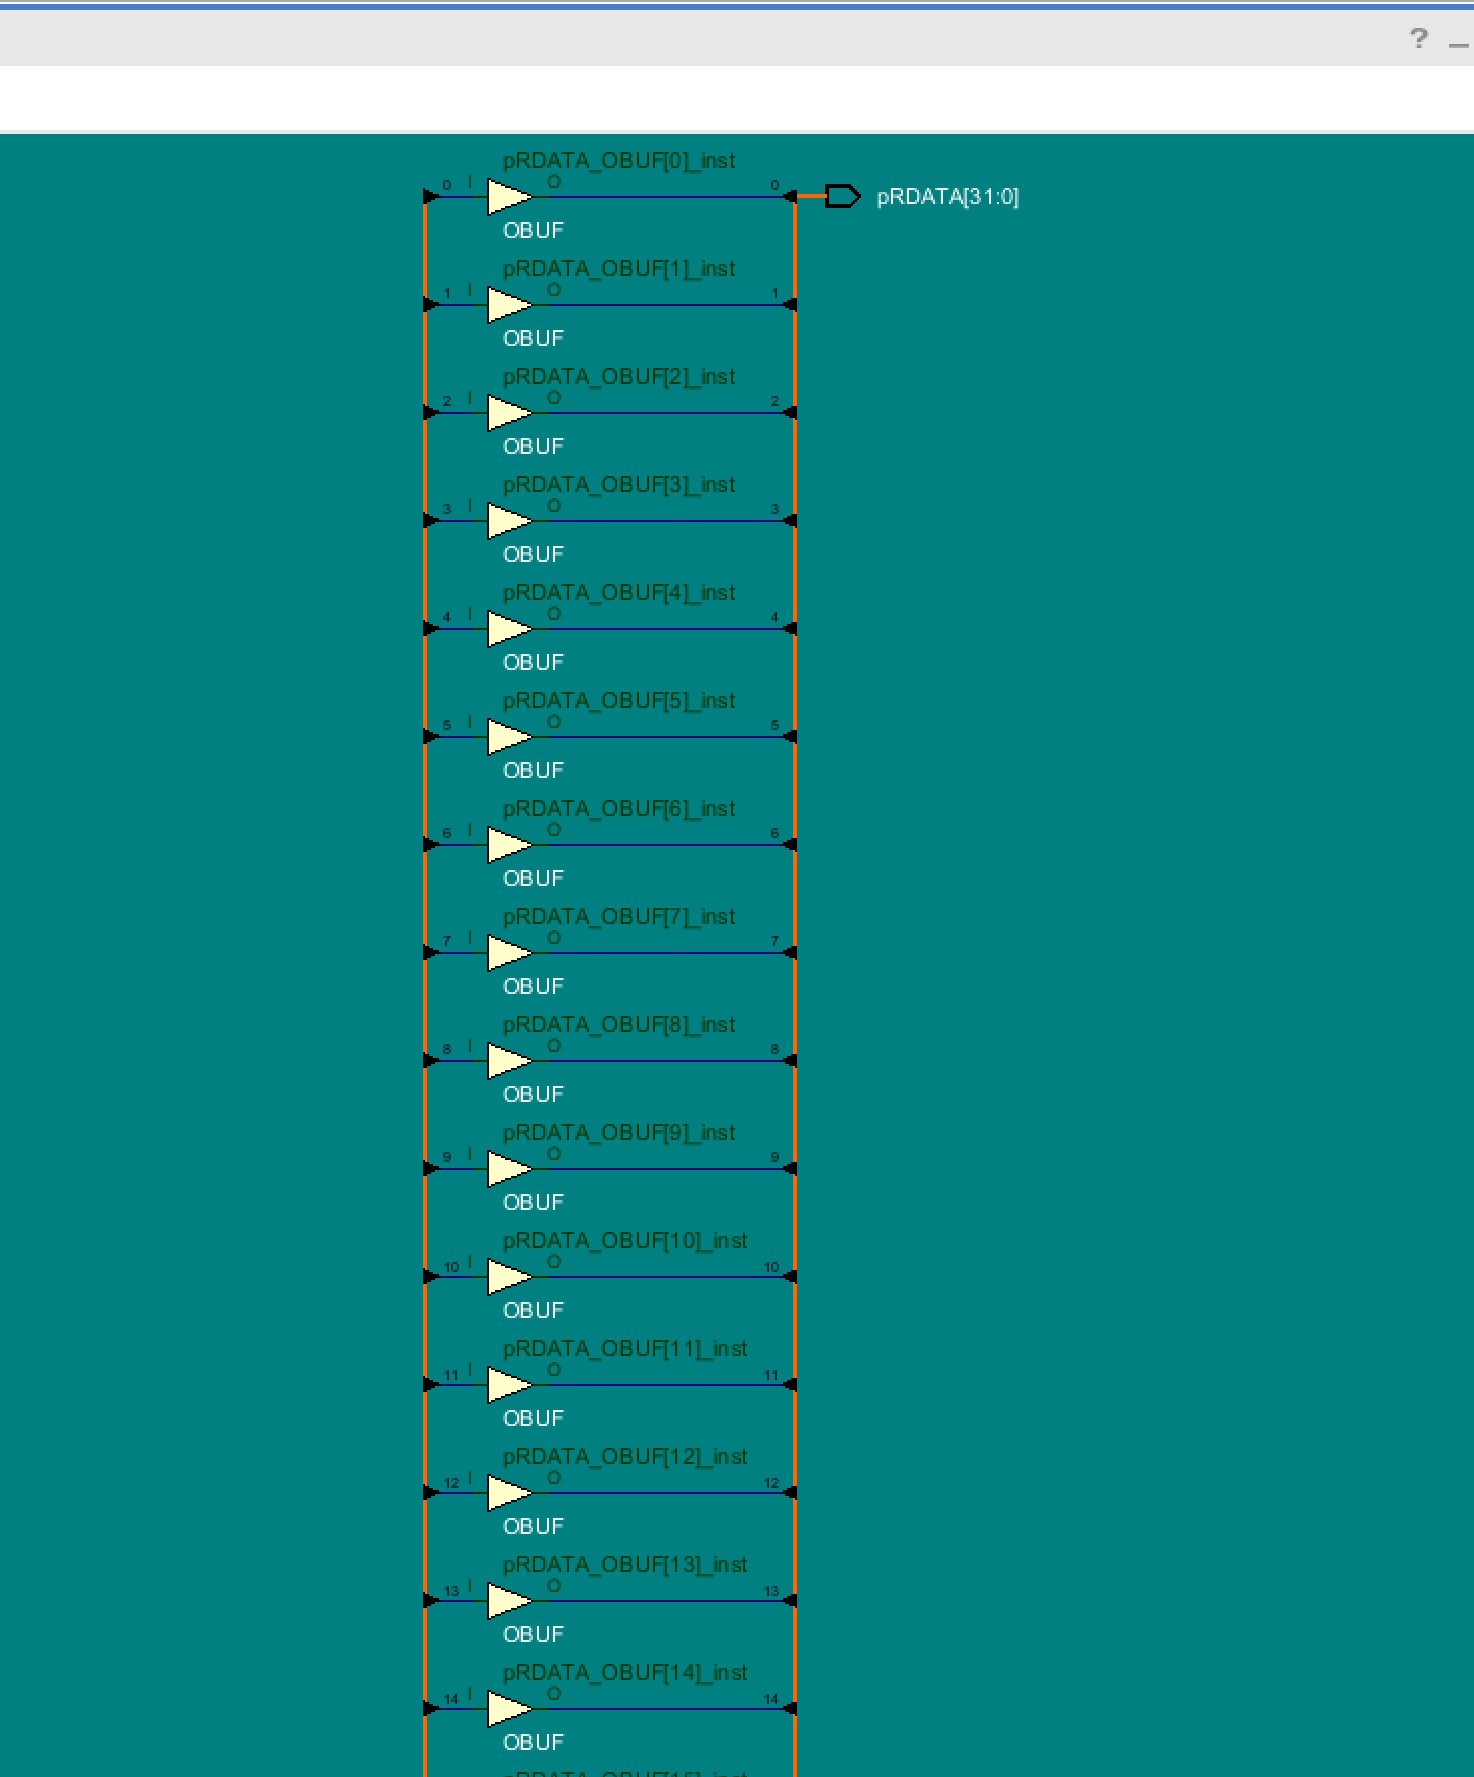 ?
pRDATA_OBUF[0]_inst
0 I O 0
pRDATA[31:0]
OBUF
pRDATA_OBUF[1]_inst
1 I O 1
OBUF
pRDATA_OBUF[2]_inst
2 I O 2
OBUF
pRDATA_OBUF[3]_inst
3 I O 3
OBUF
pRDATA_OBUF[4]_inst
4 I O 4
OBUF
pRDATA_OBUF[5]_inst
5 I O 5
OBUF
pRDATA_OBUF[6]_inst
6 I O 6
OBUF
pRDATA_OBUF[7]_inst
7 I O 7
OBUF
pRDATA_OBUF[8]_inst
8 I O 8
OBUF
pRDATA_OBUF[9]_inst
9 I O 9
OBUF
pRDATA_OBUF[10]_inst
10 I O 10
OBUF
pRDATA_OBUF[11]_inst
11 I O 11
OBUF
pRDATA_OBUF[12]_inst
12 I O 12
OBUF
pRDATA_OBUF[13]_inst
13 I O 13
OBUF
pRDATA_OBUF[14]_inst
14 I O 14
OBUF